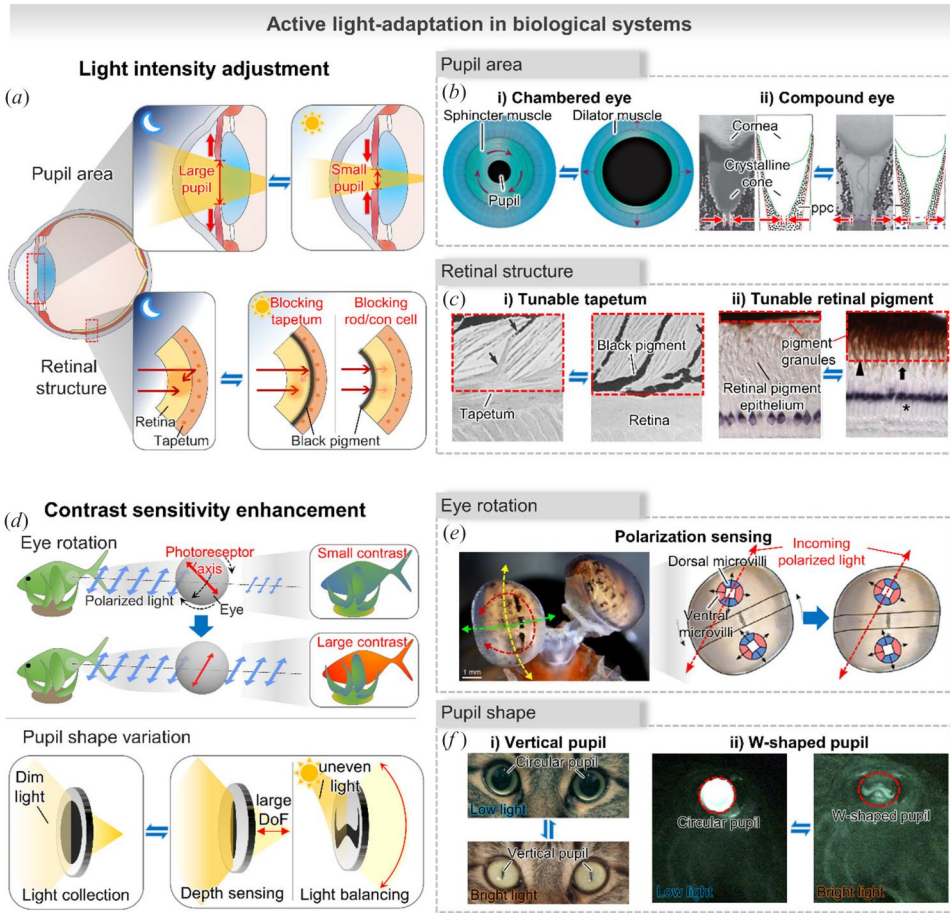 Active light-adaptation in biological systems
Light intensity adjustment
(a)
Pupil area
Large
pupil
Small
pupil
Retinal
structure
Retina
Tapetum
Blocking
tapetum
Blocking
rod/con cell
Black pigment
Pupil area
(b)
i) Chambered eye
Sphincter muscle
Dilator muscle
Pupil
ii) Compound eye
Cornea
Crystalline
cone
ppc
Retinal structure
(c)
i) Tunable tapetum
Black pigment
Tapetum
Retina
ii) Tunable retinal pigment
pigment
granules
Retinal pigment
epithelium
*
(d)
Contrast sensitivity enhancement
Eye rotation
Photoreceptor
axis
Polarized light
Eye
Small contrast
Large contrast
Pupil shape variation
Dim
light
Light collection
large
DoF
Depth sensing
uneven
light
Light balancing
Eye rotation
(e)
Polarization sensing
1 mm
Dorsal microvilli
Ventral
microvilli
Incoming
polarized light
Pupil shape
(f)
i) Vertical pupil
Circular pupil
Low light
Vertical pupil
Bright light
ii) W-shaped pupil
Circular pupil
Low light
W-shaped pupil
Bright light